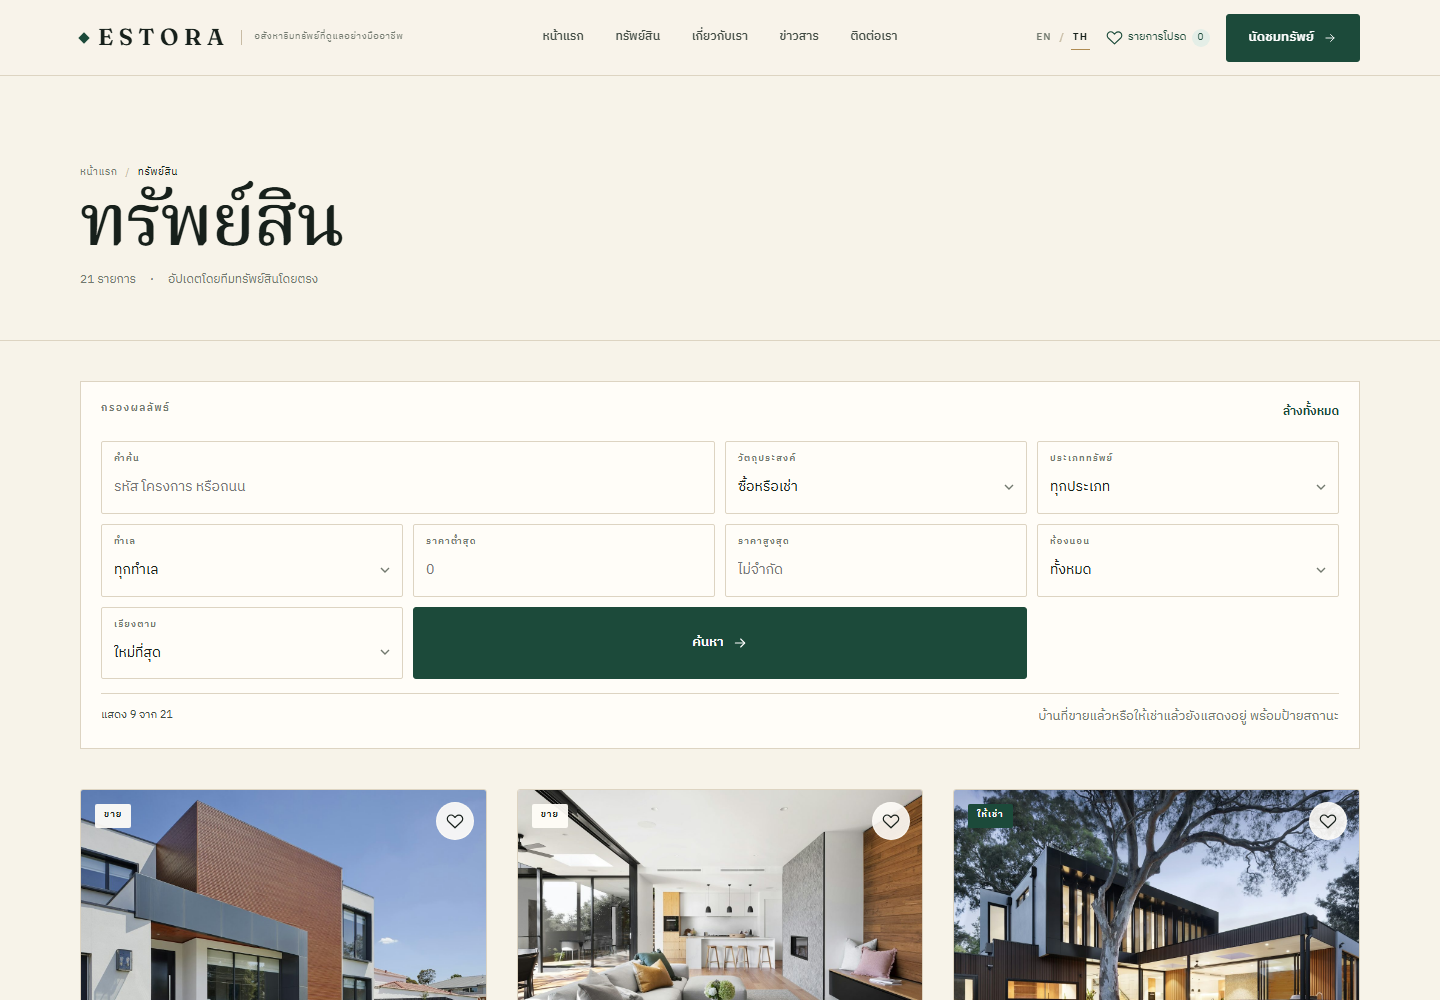 ESTORA
อสังหาริมทรัพย์ที่ดูแลอย่างมืออาชีพ
หน้าแรก ทรัพย์สิน เกี่ยวกับเรา ข่าวสาร ติดต่อเรา
EN / TH
รายการโปรด 0
นัดชมทรัพย์ →
หน้าแรก / ทรัพย์สิน
ทรัพย์สิน
21 รายการ · อัปเดตโดยทีมทรัพย์สินโดยตรง
กรองผลลัพธ์
ล้างทั้งหมด
คำค้น
รหัส โครงการ หรือถนน
วัตถุประสงค์
ซื้อหรือเช่า
ประเภททรัพย์
ทุกประเภท
ทำเล
ทุกทำเล
ราคาต่ำสุด
0
ราคาสูงสุด
ไม่จำกัด
ห้องนอน
ทั้งหมด
เรียงตาม
ใหม่ที่สุด
ค้นหา →
แสดง 9 จาก 21
บ้านที่ขายแล้วหรือให้เช่าแล้วยังแสดงอยู่ พร้อมป้ายสถานะ
ขาย
ขาย
ให้เช่า